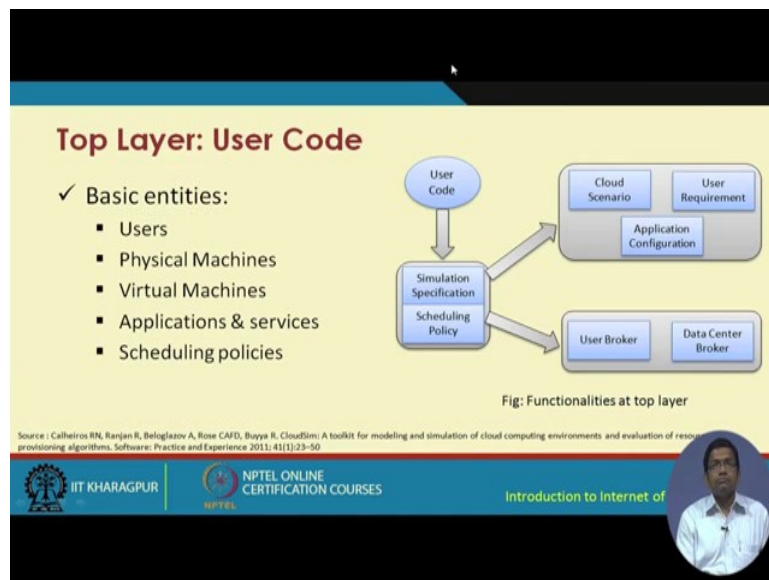 Top Layer: User Code
✓ Basic entities:
▪ Users
▪ Physical Machines
▪ Virtual Machines
▪ Applications & services
▪ Scheduling policies
User
Code
Simulation
Specification
Scheduling
Policy
Cloud
Scenario
User
Requirement
Application
Configuration
User Broker
Data Center
Broker
Fig: Functionalities at top layer
Source : Calheiros RN, Ranjan R, Beloglazov A, Rose CAFD, Buyya R. CloudSim: A toolkit for modeling and simulation of cloud computing environments and evaluation of
provisioning algorithms. Software: Practice and Experience 2011; 41(1):23–50
IIT KHARAGPUR
NPTEL
NPTEL ONLINE
CERTIFICATION COURSES
Introduction to Internet of